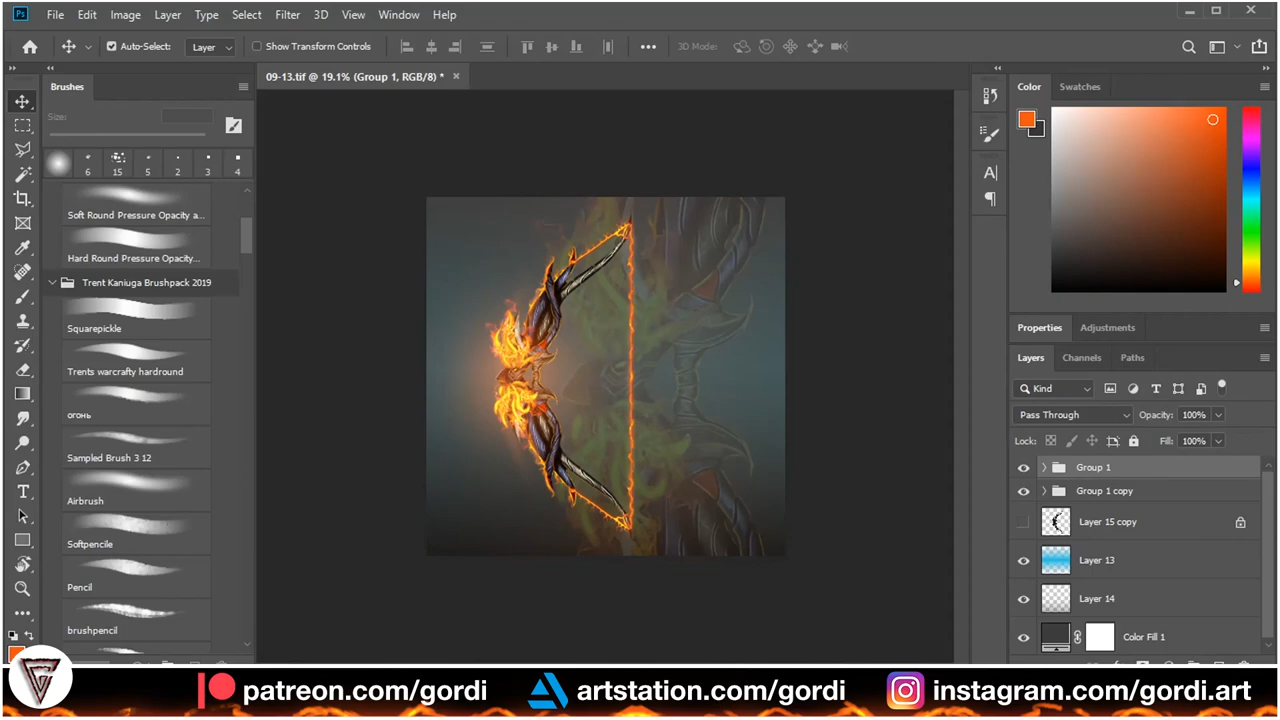 Ps File Edit Image Layer Type Select Filter 3D View Window Help
Auto-Select: Layer Show Transform Controls 3D Mode:
09-13.tif @ 19.1% (Group 1, RGB/8) *
Brushes
Size:
6 15 5 2 3 4
Soft Round Pressure Opacity a...
Hard Round Pressure Opacity...
Trent Kaniuga Brushpack 2019
Squarepickle
Trents warcrafty hardround
огонь
Sampled Brush 3 12
Airbrush
Softpencile
Pencil
brushpencil
Color Swatches
Properties Adjustments
Layers Channels Paths
Kind
Pass Through Opacity: 100%
Lock: Fill: 100%
Group 1
Group 1 copy
Layer 15 copy
Layer 13
Layer 14
Color Fill 1
patreon.com/gordi artstation.com/gordi instagram.com/gordi.art